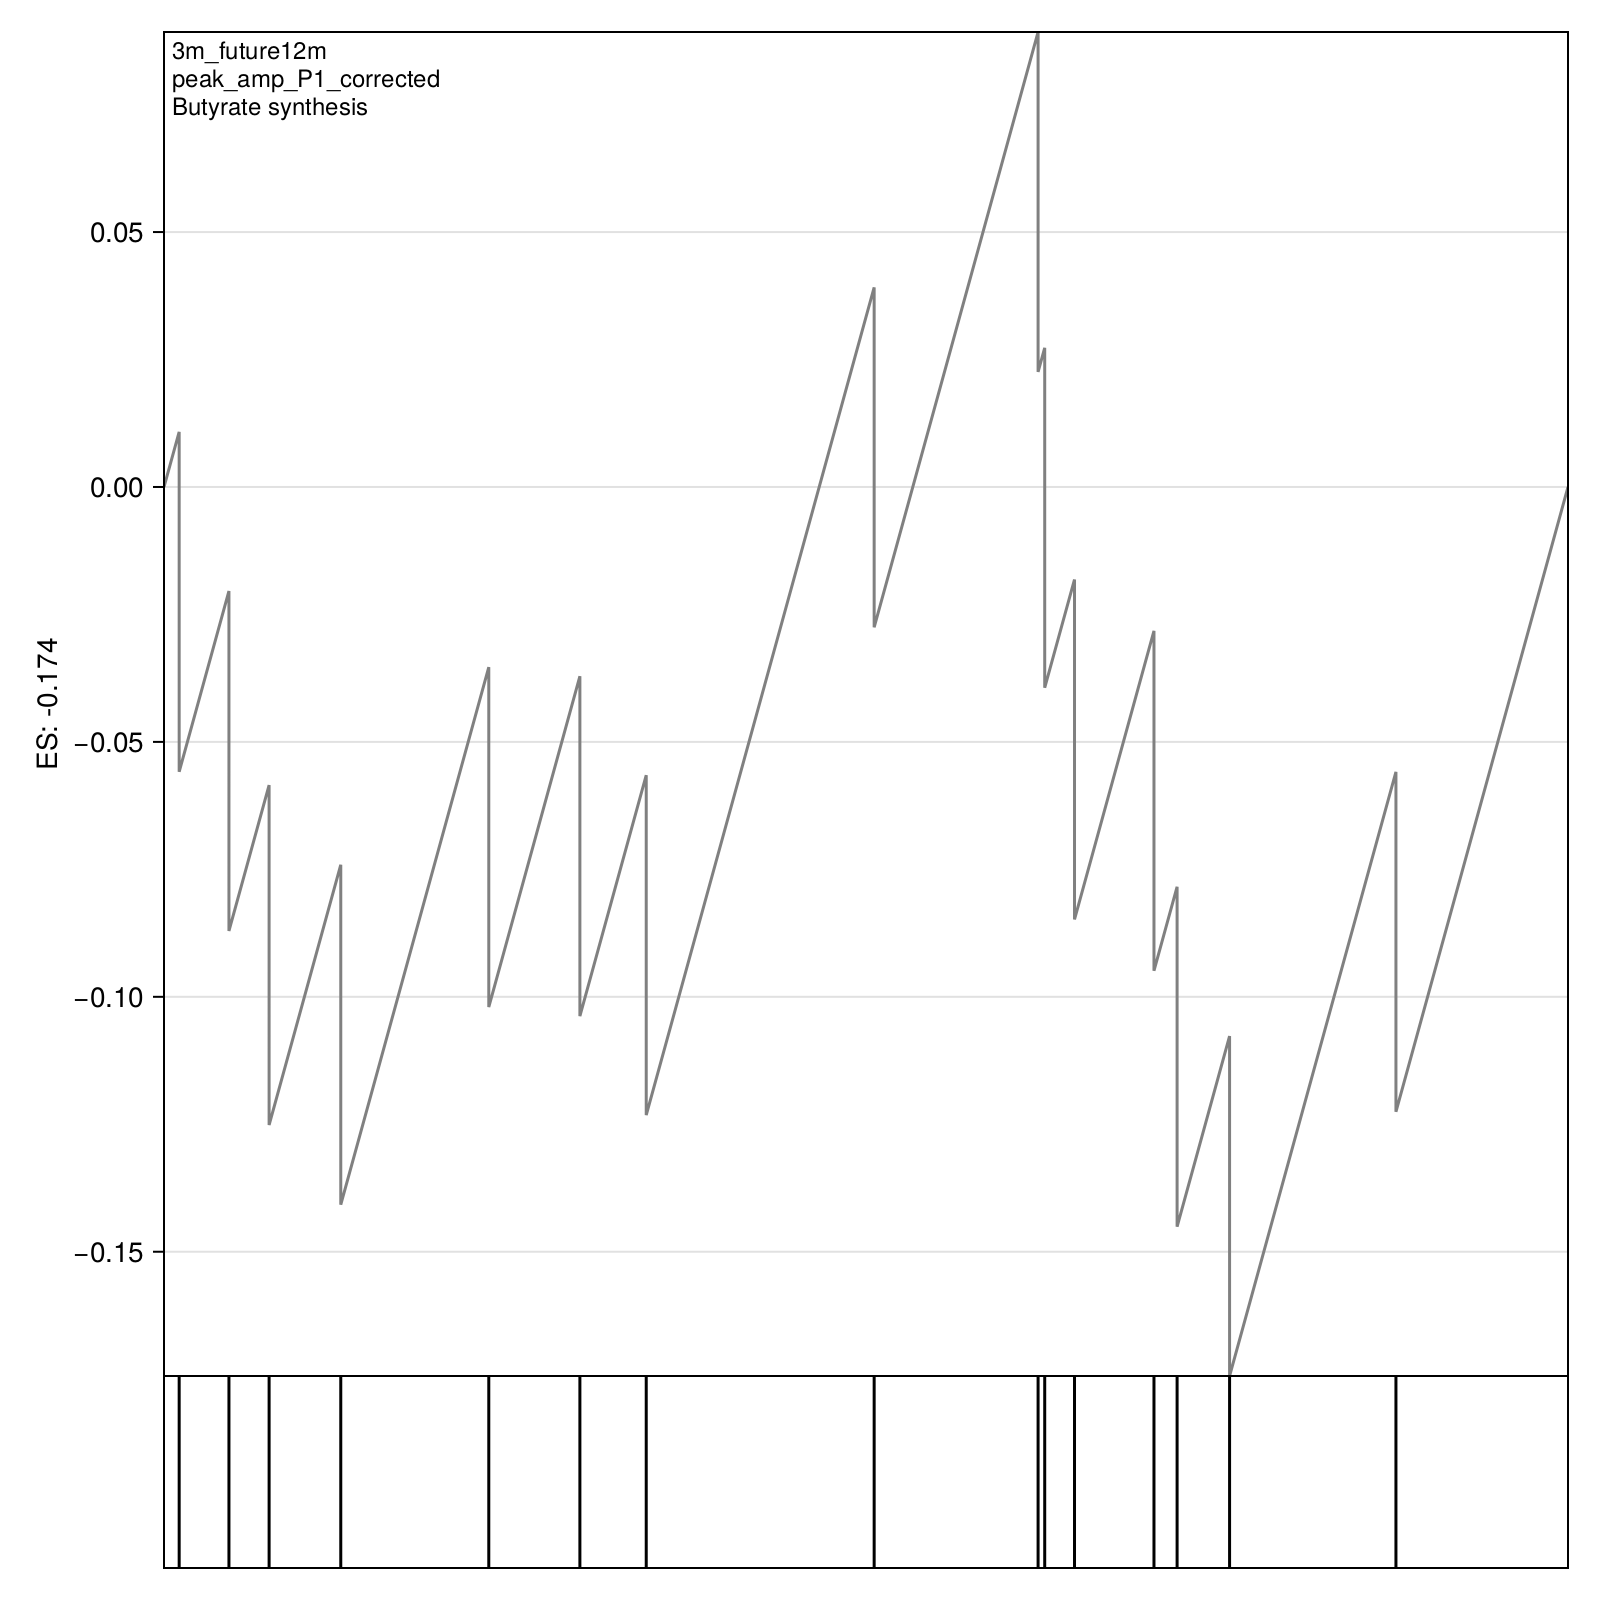 3m_future12m
peak_amp_P1_corrected
Butyrate synthesis
0.05
0.00
−0.05
−0.10
−0.15
ES: -0.174